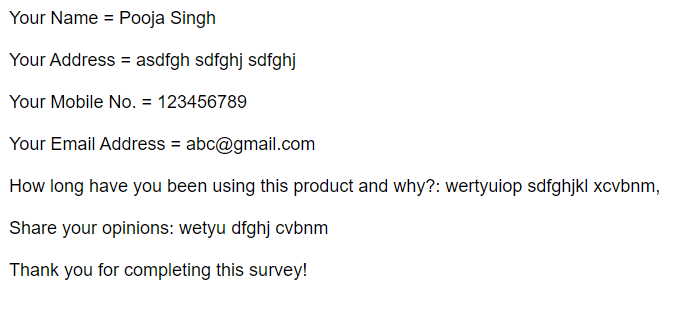 Your Name = Pooja Singh
Your Address = asdfgh sdfghj sdfghj
Your Mobile No. = 123456789
Your Email Address = abc@gmail.com
How long have you been using this product and why?: wertyuiop sdfghjkl xcvbnm,
Share your opinions: wetyu dfghj cvbnm
Thank you for completing this survey!